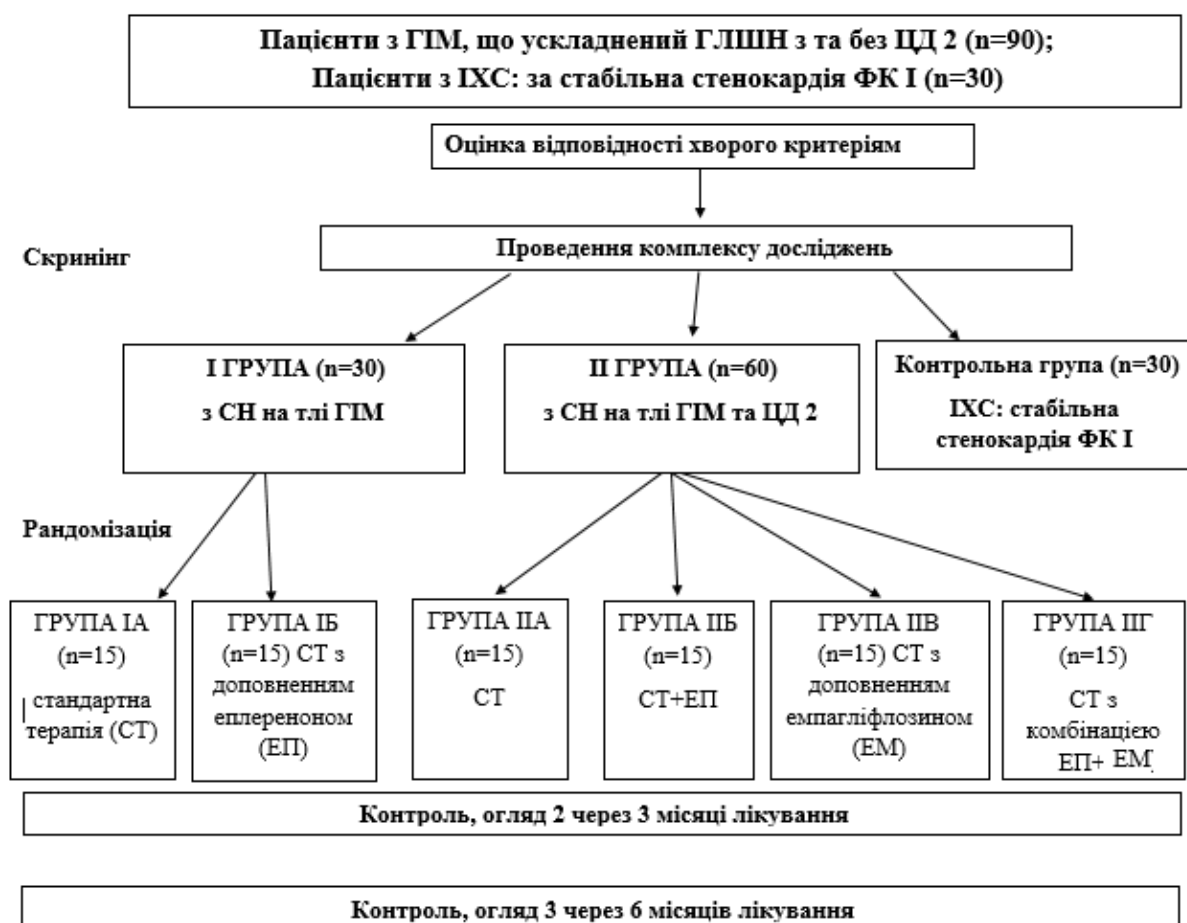 Пацієнти з ГІМ, що ускладнений ГЛШН з та без ЦД 2 (n=90);
Пацієнти з ІХС: за стабільна стенокардія ФК І (n=30)
Оцінка відповідності хворого критеріям
Скринінг
Проведення комплексу досліджень
І ГРУПА (n=30)
з СН на тлі ГІМ
ІІ ГРУПА (n=60)
з СН на тлі ГІМ та ЦД 2
Контрольна група (n=30)
ІХС: стабільна
стенокардія ФК І
Рандомізація
ГРУПА ІА
(n=15)
стандартна
терапія (СТ)
ГРУПА ІБ
(n=15) СТ з
доповненням
еплереноном
(ЕП)
ГРУПА ІІА
(n=15)
СТ
ГРУПА ІІБ
(n=15)
СТ+ЕП
ГРУПА ІІВ
(n=15) СТ з
доповненням
емпагліфлозином
(ЕМ)
ГРУПА ІІГ
(n=15)
СТ з
комбінацією
ЕП+ ЕМ.
Контроль, огляд 2 через 3 місяці лікування
Контроль, огляд 3 через 6 місяців лікування